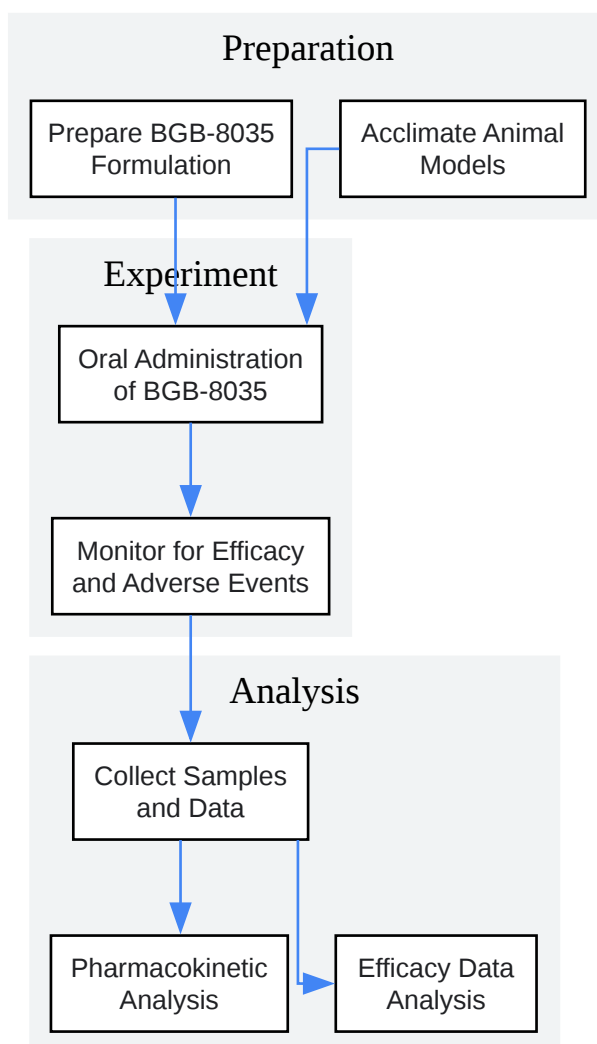 Preparation
Prepare BGB-8035
Formulation
Acclimate Animal
Models
Experiment
Oral Administration
of BGB-8035
Monitor for Efficacy
and Adverse Events
Analysis
Collect Samples
and Data
Pharmacokinetic
Analysis
Efficacy Data
Analysis